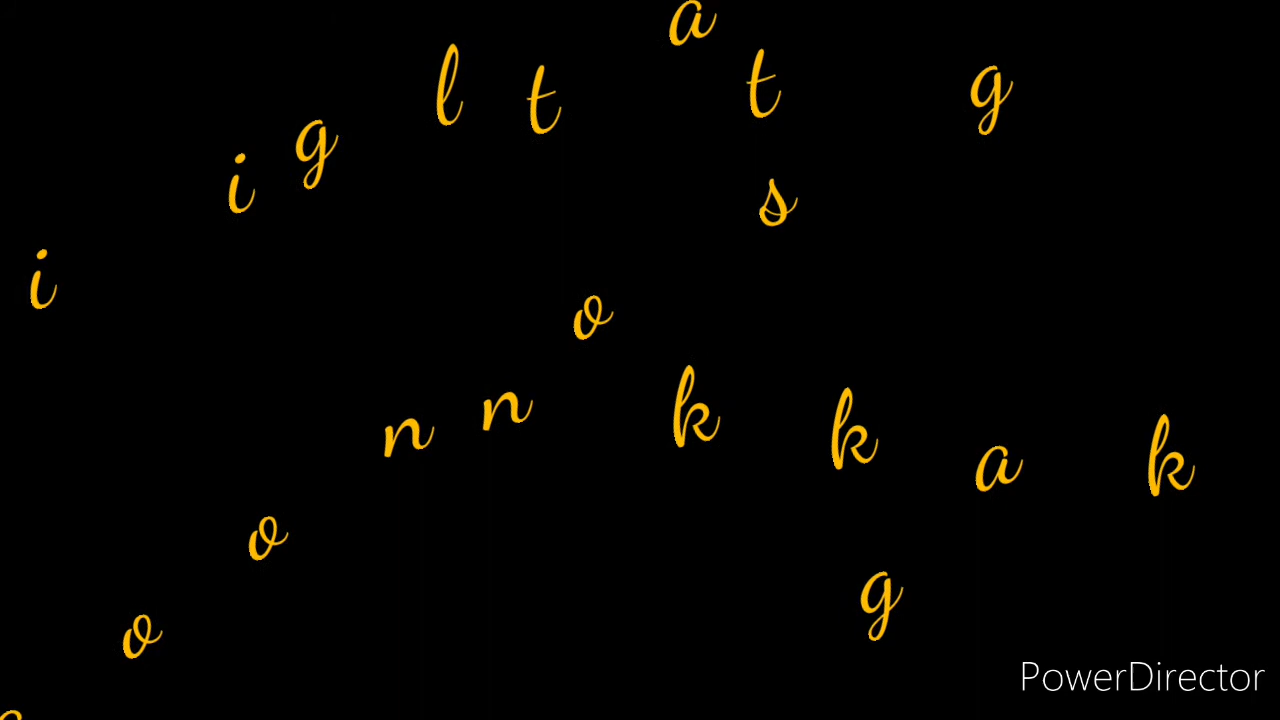 a
l t t g
i g
s
i
o
n n k k a k
o
g
o
PowerDirector